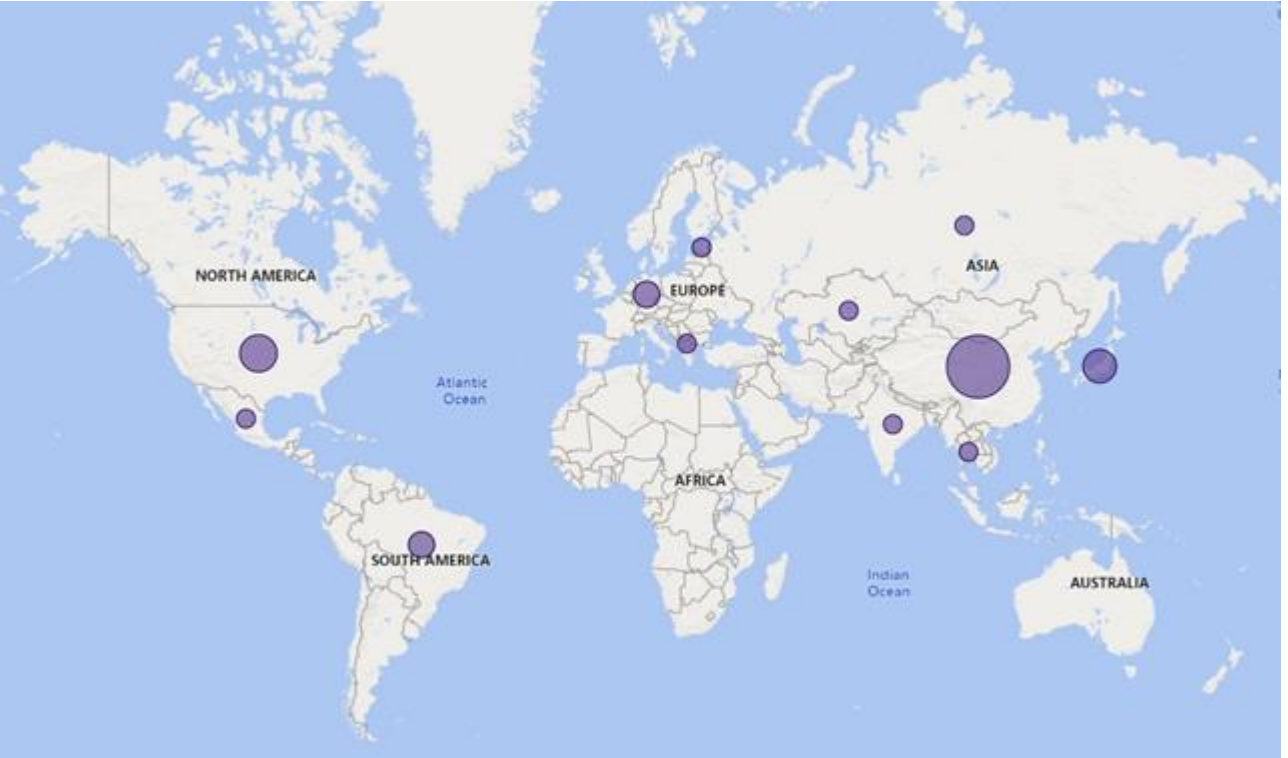 NORTH AMERICA
ASIA
EUROPE
Atlantic
Ocean
AFRICA
SOUTH AMERICA
Indian
Ocean
AUSTRALIA